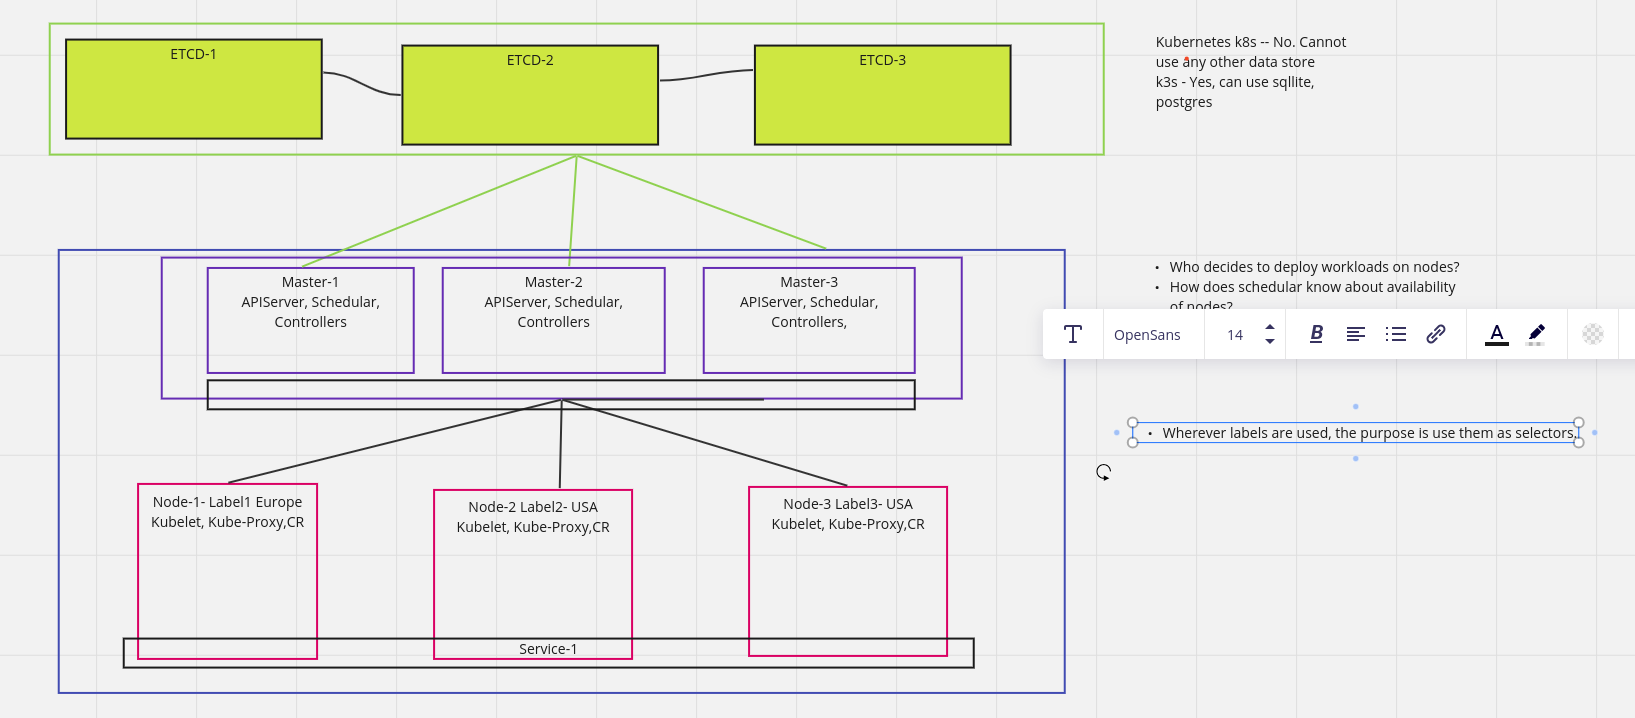 ETCD-1
ETCD-2
ETCD-3
Kubernetes k8s -- No. Cannot
use any other data store
k3s - Yes, can use sqllite,
postgres
Master-1
APIServer, Schedular,
Controllers
Master-2
APIServer, Schedular,
Controllers
Master-3
APIServer, Schedular,
Controllers,
• Who decides to deploy workloads on nodes?
• How does schedular know about availability
of nodes?
OpenSans
14
B
A
• Wherever labels are used, the purpose is use them as selectors.
Node-1- Label1 Europe
Kubelet, Kube-Proxy,CR
Node-2 Label2- USA
Kubelet, Kube-Proxy,CR
Node-3 Label3- USA
Kubelet, Kube-Proxy,CR
Service-1